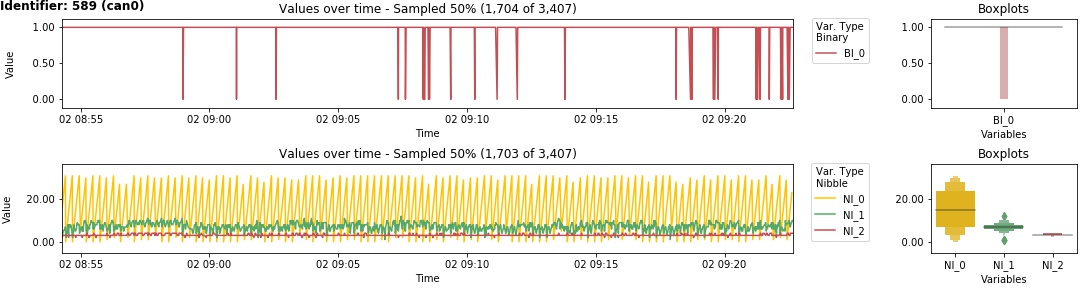 Identifier: 589 (can0)
Values over time - Sampled 50% (1,704 of 3,407)
Boxplots
Value
1.00
0.50
0.00
02 08:55 02 09:00 02 09:05 02 09:10 02 09:15 02 09:20
Time
Var. Type
Binary
BI_0
1.00
0.50
0.00
BI_0
Variables
Values over time - Sampled 50% (1,703 of 3,407)
Boxplots
Value
20.00
0.00
02 08:55 02 09:00 02 09:05 02 09:10 02 09:15 02 09:20
Time
Var. Type
Nibble
NI_0
NI_1
NI_2
20.00
0.00
NI_0 NI_1 NI_2
Variables